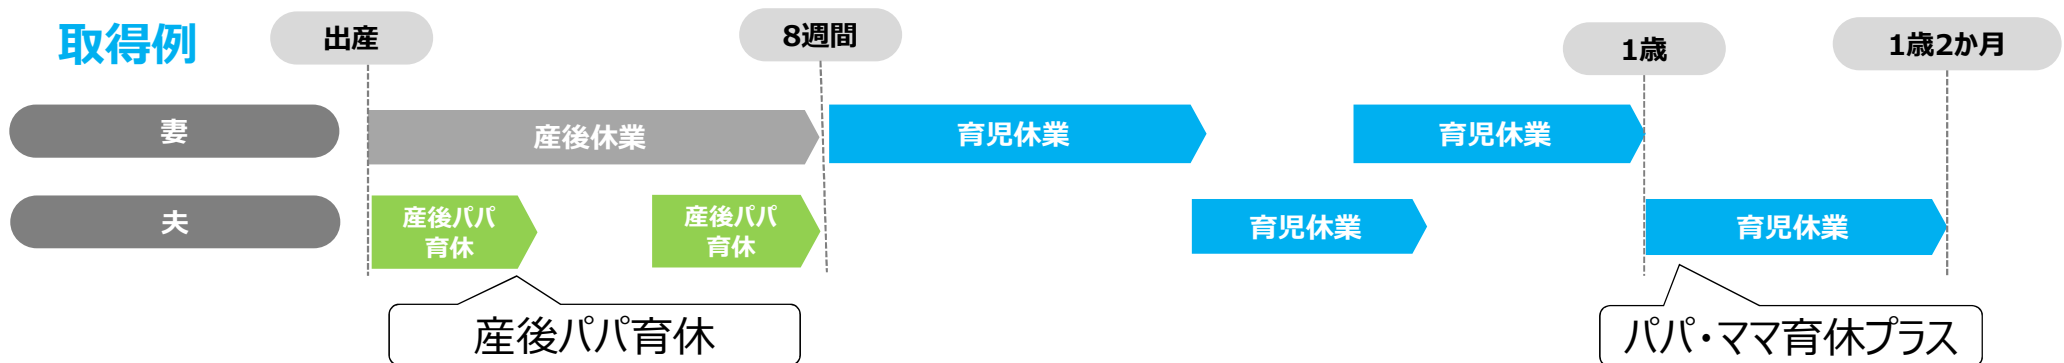 取得例
出産
8週間
1歳
1歳2か月
妻
産後休業
育児休業
育児休業
夫
産後パパ
育休
産後パパ
育休
育児休業
育児休業
産後パパ育休
パパ・ママ育休プラス